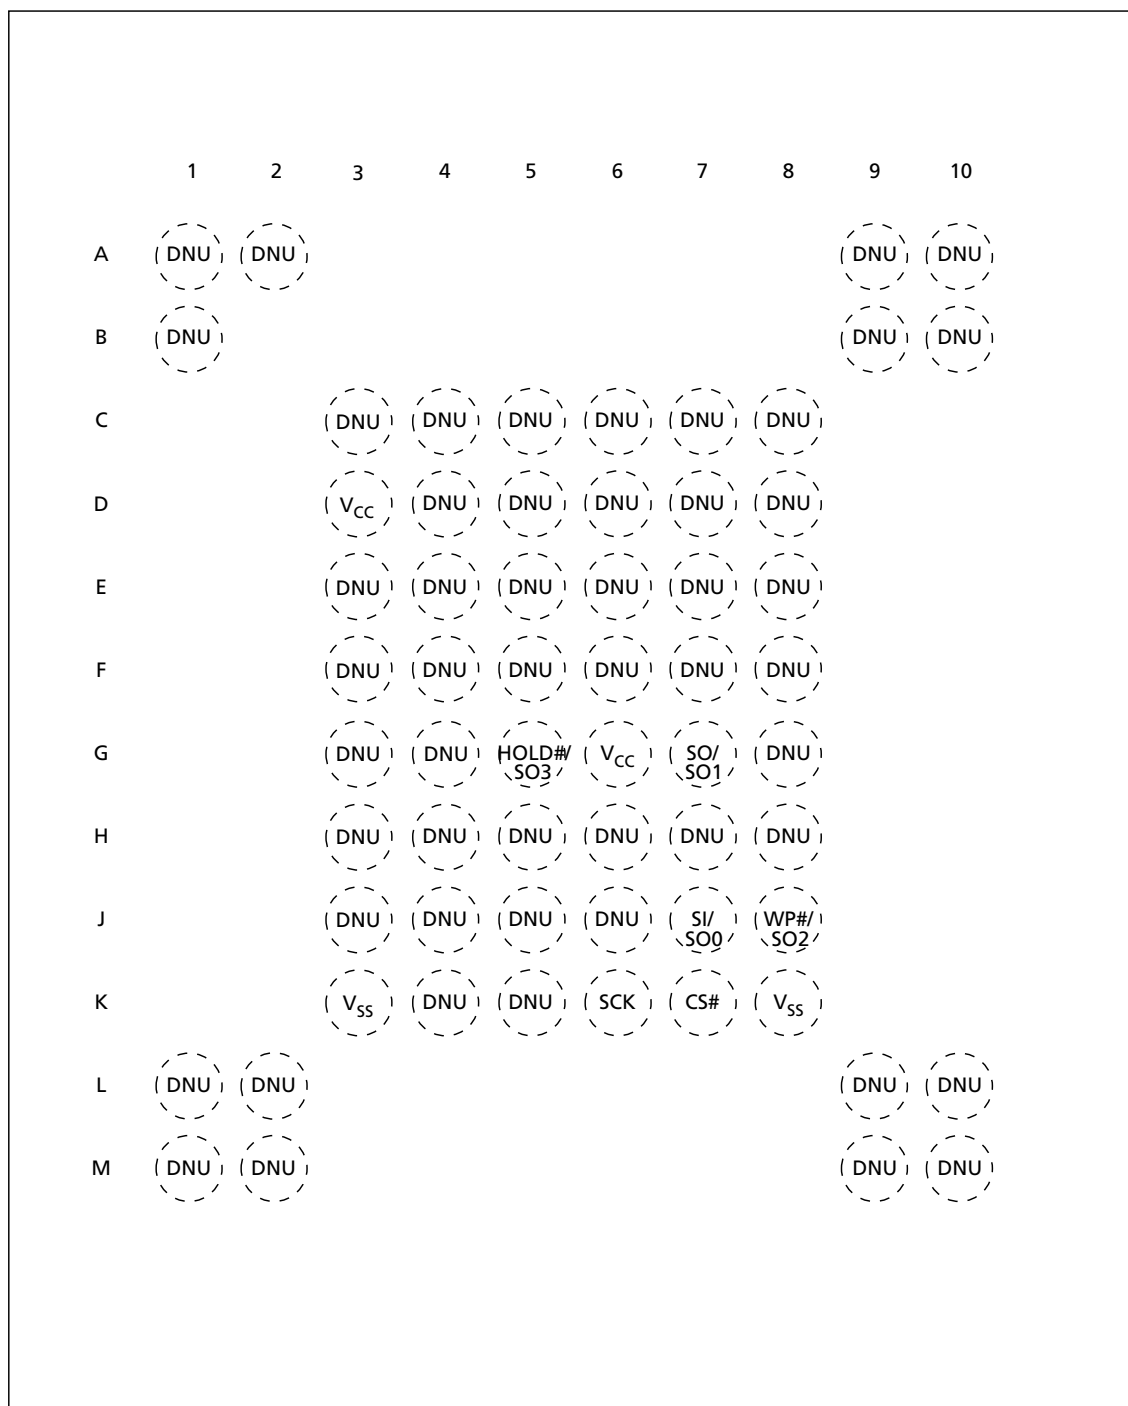 1 2 3 4 5 6 7 8 9 10
A DNU DNU DNU DNU
B DNU DNU DNU
C DNU DNU DNU DNU DNU DNU
D VCC DNU DNU DNU DNU DNU
E DNU DNU DNU DNU DNU DNU
F DNU DNU DNU DNU DNU DNU
G DNU DNU HOLD#/ VCC SO/ DNU
SO3 SO1
H DNU DNU DNU DNU DNU DNU
J DNU DNU DNU DNU SI/ WP#/
SO0 SO2
K VSS DNU DNU SCK CS# VSS
L DNU DNU DNU DNU
M DNU DNU DNU DNU